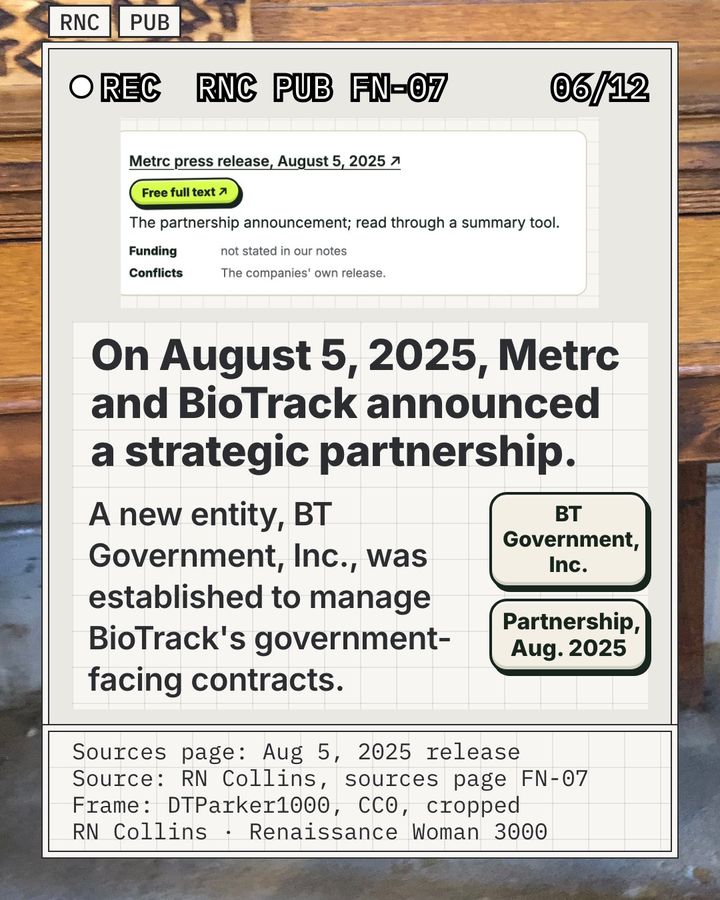 RNC PUB
REC RNC PUB FN-07 06/12
Metrc press release, August 5, 2025 ↗
Free full text ↗
The partnership announcement; read through a summary tool.
Funding not stated in our notes
Conflicts The companies' own release.
On August 5, 2025, Metrc
and BioTrack announced
a strategic partnership.
A new entity, BT
Government, Inc., was
established to manage
BioTrack's government-
facing contracts.
BT
Government,
Inc.
Partnership,
Aug. 2025
Sources page: Aug 5, 2025 release
Source: RN Collins, sources page FN-07
Frame: DTParker1000, CC0, cropped
RN Collins · Renaissance Woman 3000